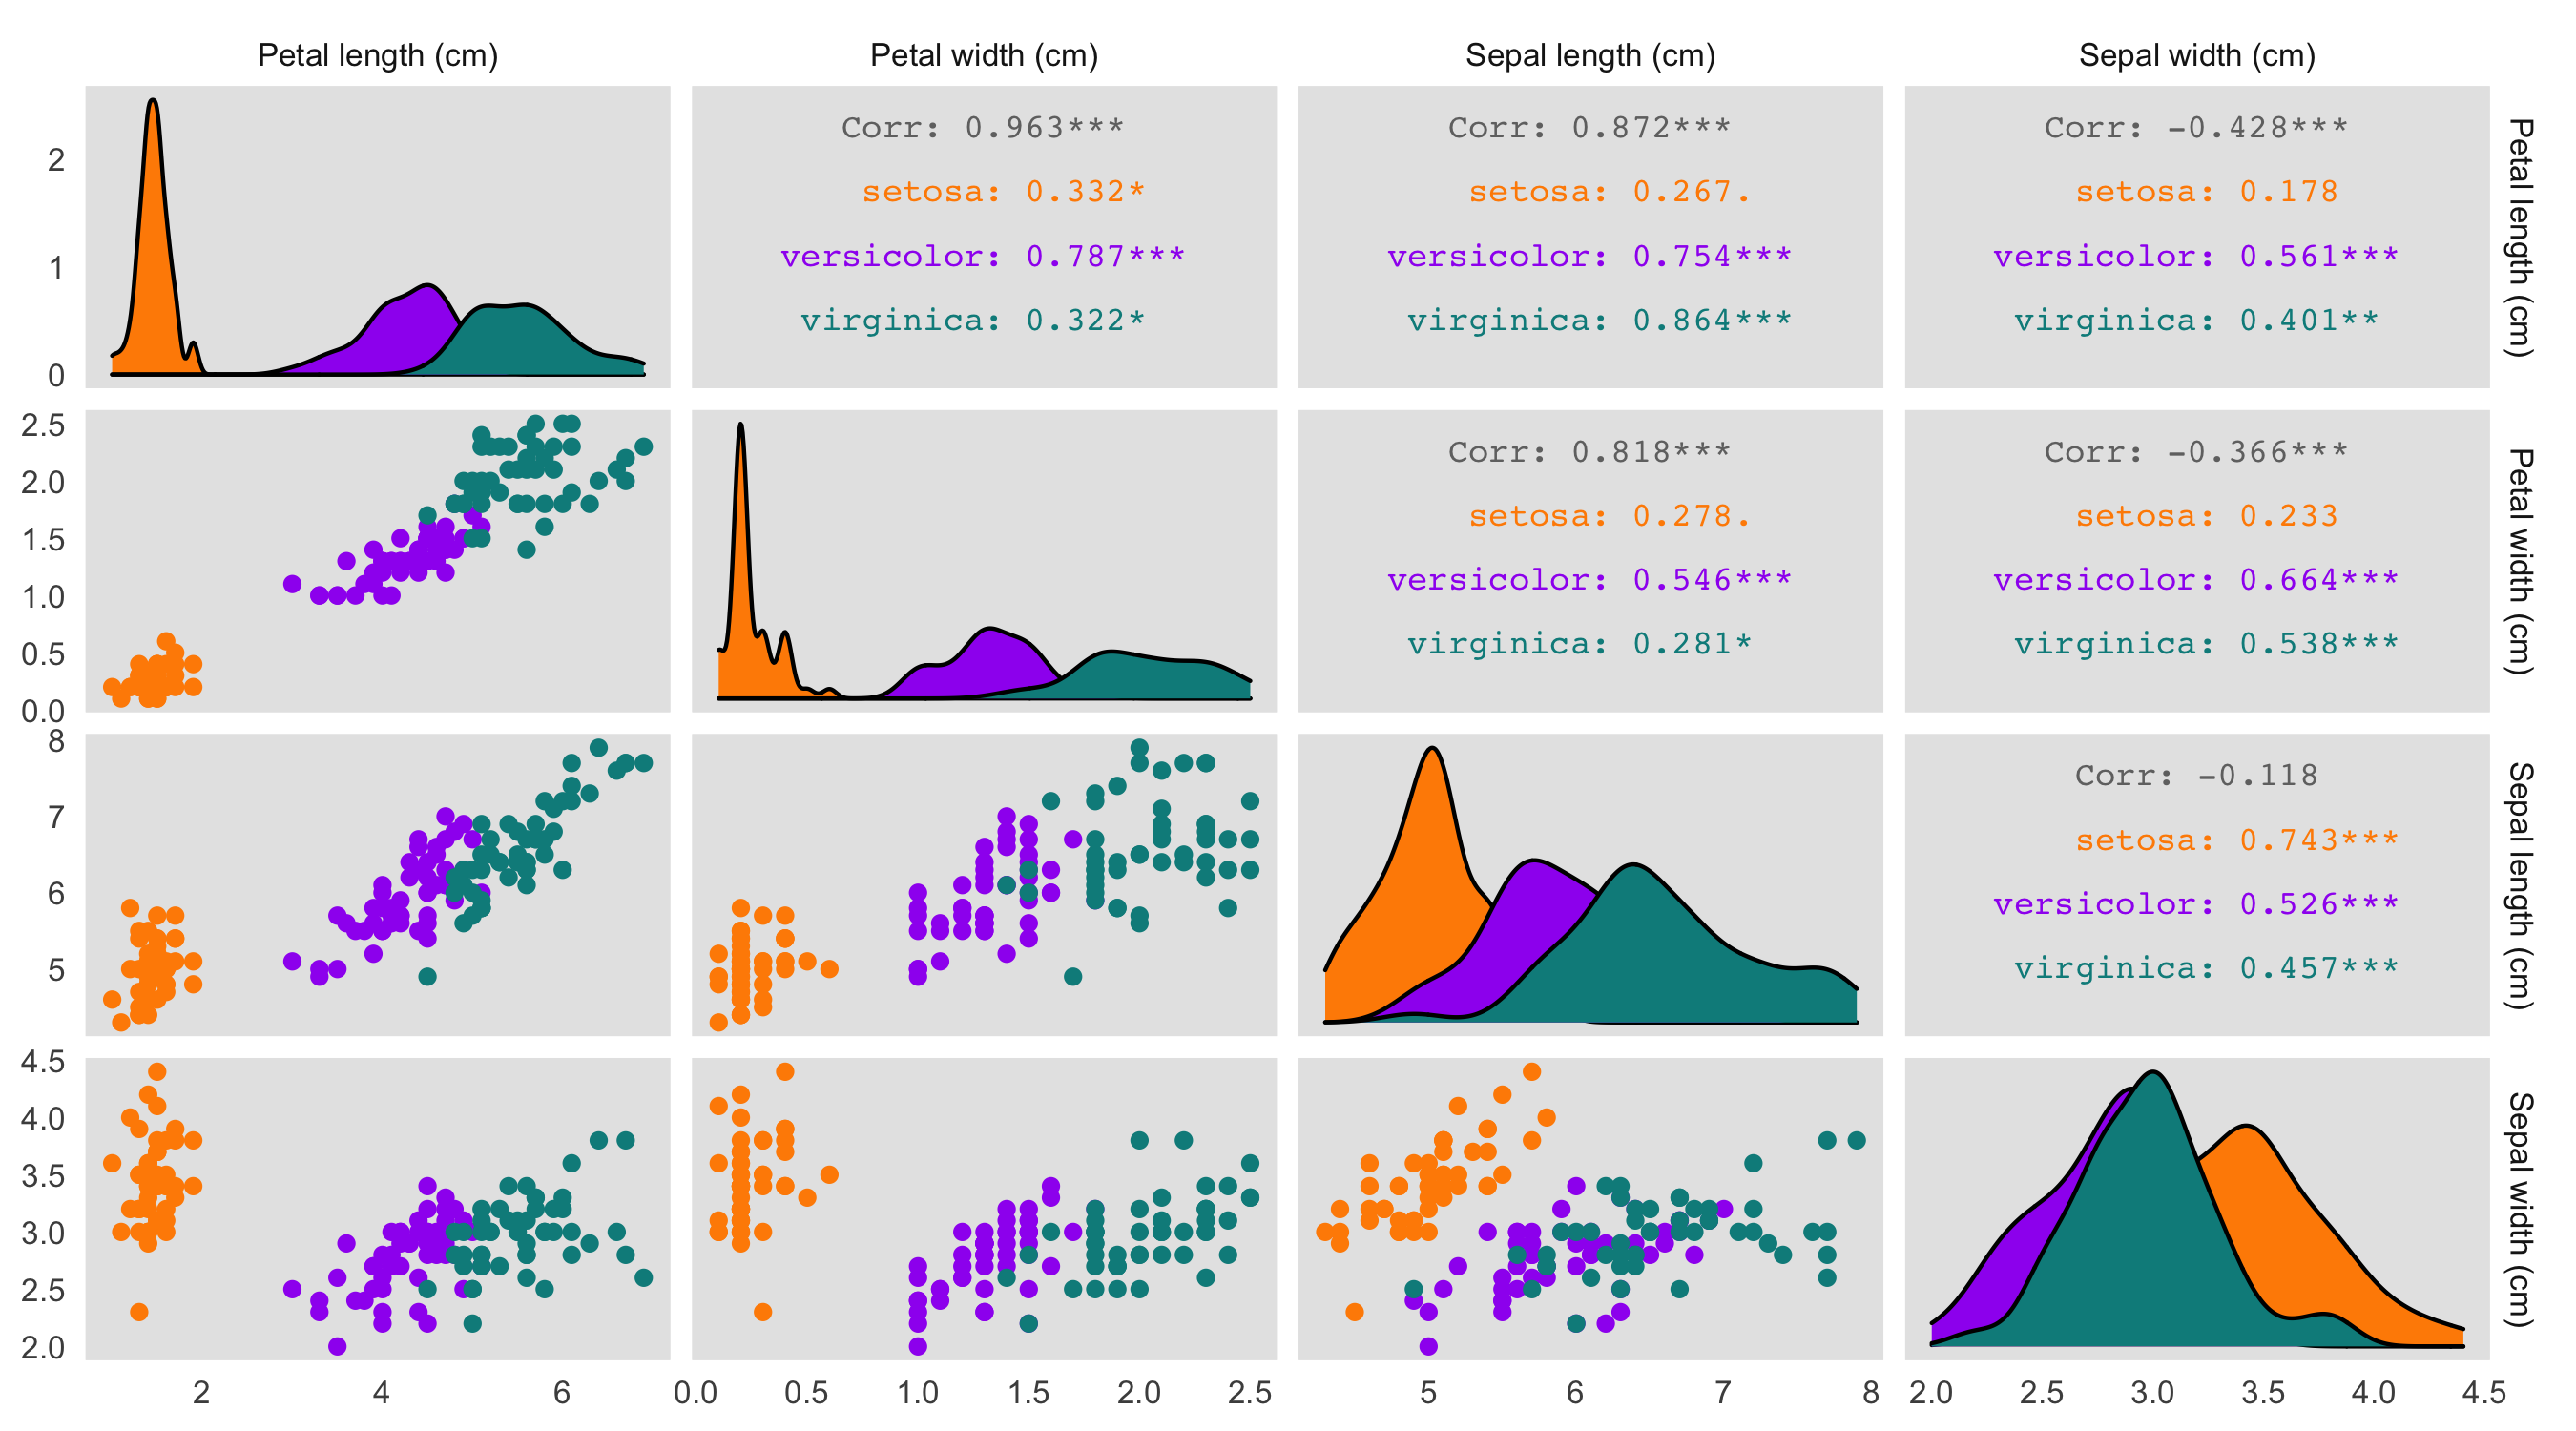 Petal length (cm)
Petal width (cm)
Sepal length (cm)
Sepal width (cm)
2
1
0
Corr: 0.963***
setosa: 0.332*
versicolor: 0.787***
virginica: 0.322*
Corr: 0.872***
setosa: 0.267.
versicolor: 0.754***
virginica: 0.864***
Corr: -0.428***
setosa: 0.178
versicolor: 0.561***
virginica: 0.401**
Petal length (cm)
2.5
2.0
1.5
1.0
0.5
0.0
Corr: 0.818***
setosa: 0.278.
versicolor: 0.546***
virginica: 0.281*
Corr: -0.366***
setosa: 0.233
versicolor: 0.664***
virginica: 0.538***
Petal width (cm)
8
7
6
5
Corr: -0.118
setosa: 0.743***
versicolor: 0.526***
virginica: 0.457***
Sepal length (cm)
4.5
4.0
3.5
3.0
2.5
2.0
Sepal width (cm)
2 4 6
0.0 0.5 1.0 1.5 2.0 2.5
5 6 7 8
2.0 2.5 3.0 3.5 4.0 4.5